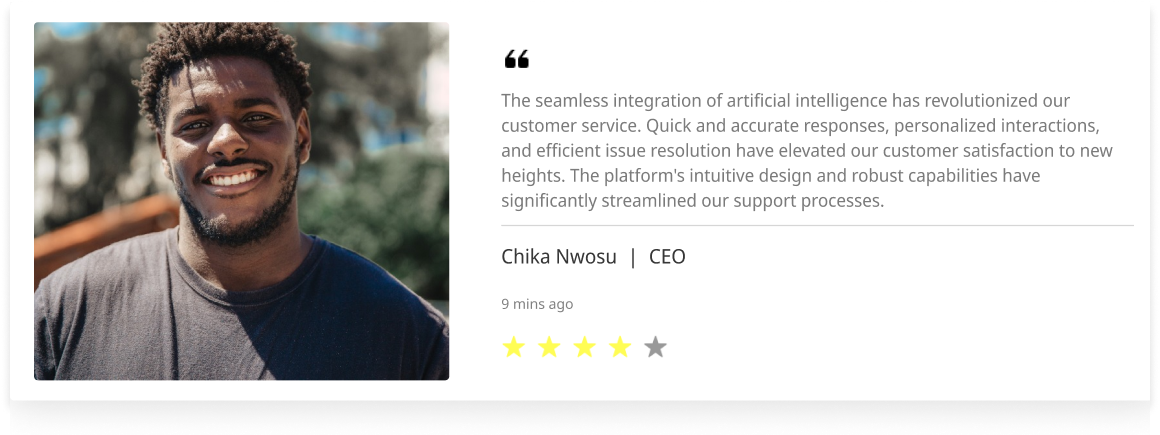 “
The seamless integration of artificial intelligence has revolutionized our
customer service. Quick and accurate responses, personalized interactions,
and efficient issue resolution have elevated our customer satisfaction to new
heights. The platform's intuitive design and robust capabilities have
significantly streamlined our support processes.
Chika Nwosu | CEO
9 mins ago